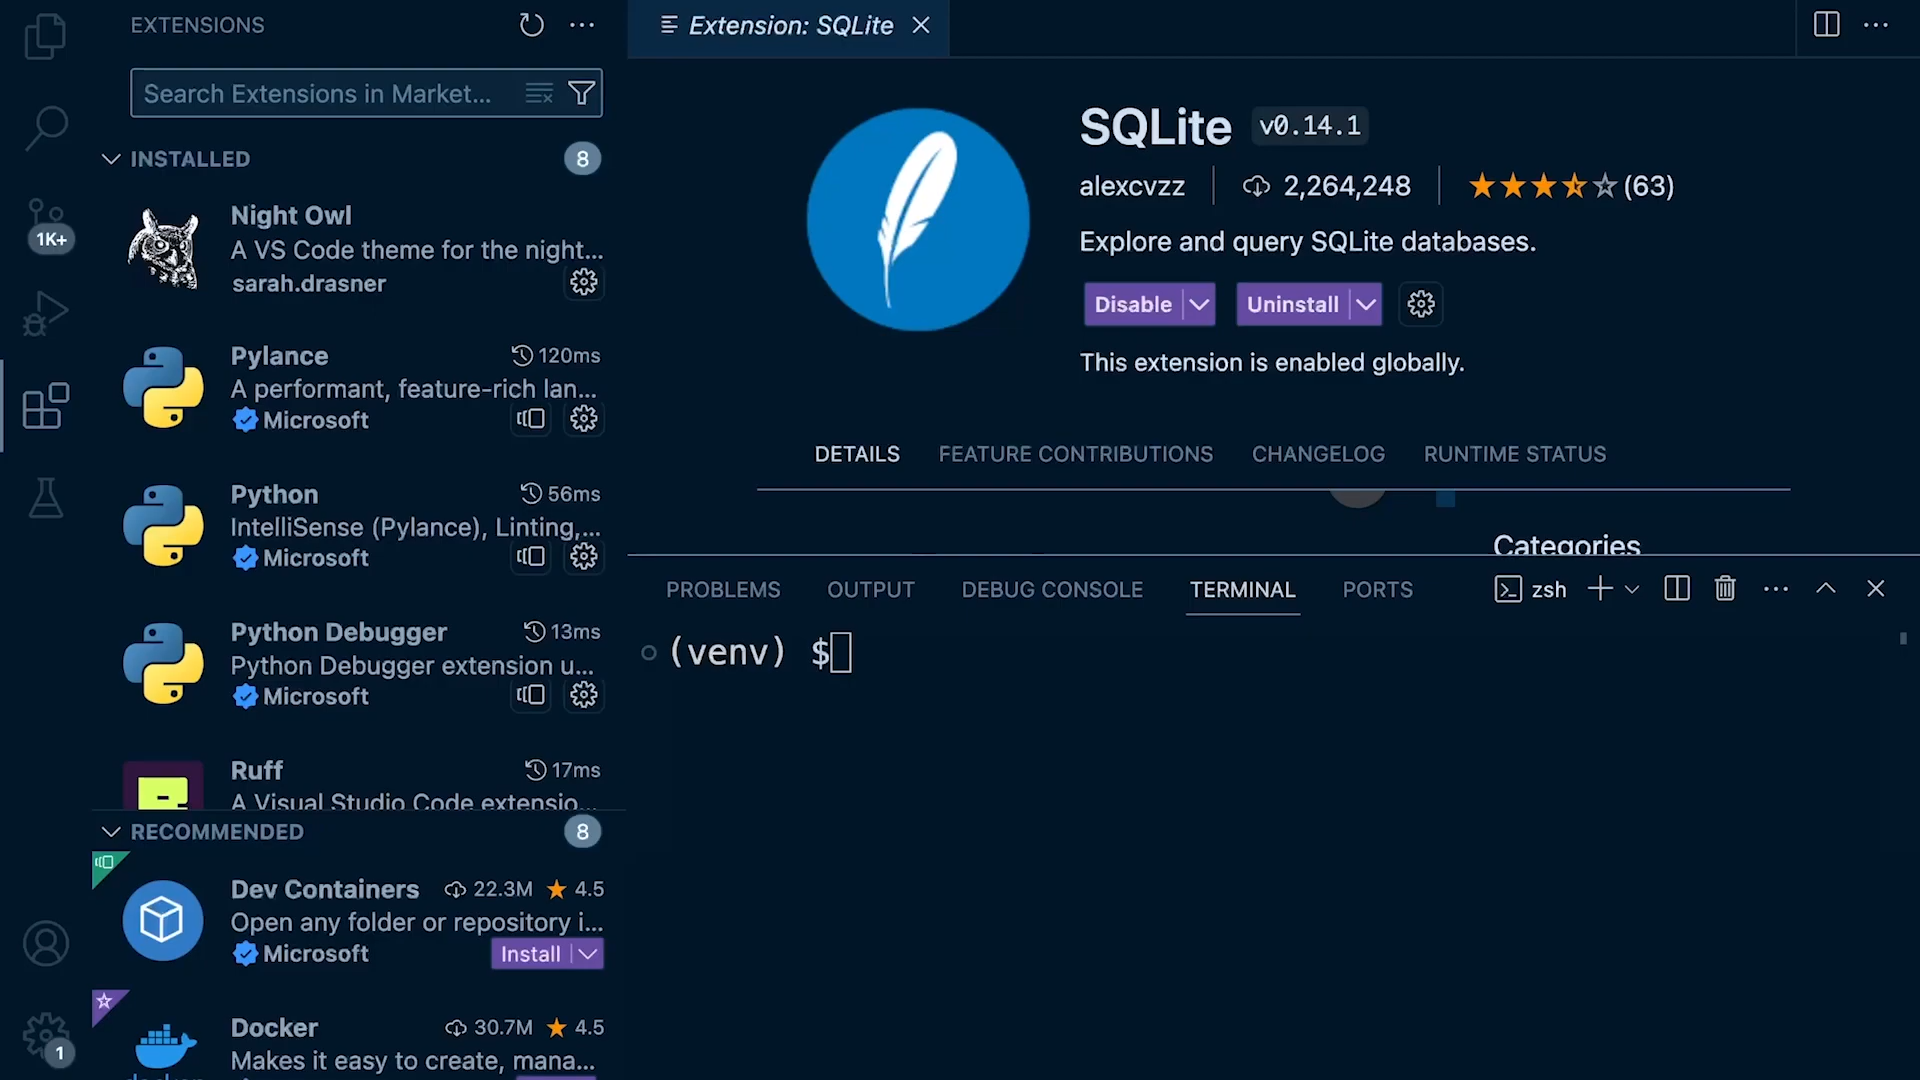 EXTENSIONS
Search Extensions in Market...
INSTALLED
8
1K+
Night Owl
A VS Code theme for the night...
sarah.drasner
Pylance
120ms
A performant, feature-rich lan...
Microsoft
Python
56ms
IntelliSense (Pylance), Linting,...
Microsoft
Python Debugger
13ms
Python Debugger extension u...
Microsoft
Ruff
17ms
A Visual Studio Code extensio...
RECOMMENDED
8
Dev Containers
22.3M
4.5
Open any folder or repository i...
Microsoft
Install
Docker
30.7M
4.5
Makes it easy to create, mana...
1
Extension: SQLite
SQLite
v0.14.1
alexcvzz
2,264,248
(63)
Explore and query SQLite databases.
Disable
Uninstall
This extension is enabled globally.
DETAILS
FEATURE CONTRIBUTIONS
CHANGELOG
RUNTIME STATUS
Categories
PROBLEMS
OUTPUT
DEBUG CONSOLE
TERMINAL
PORTS
zsh
(venv) $